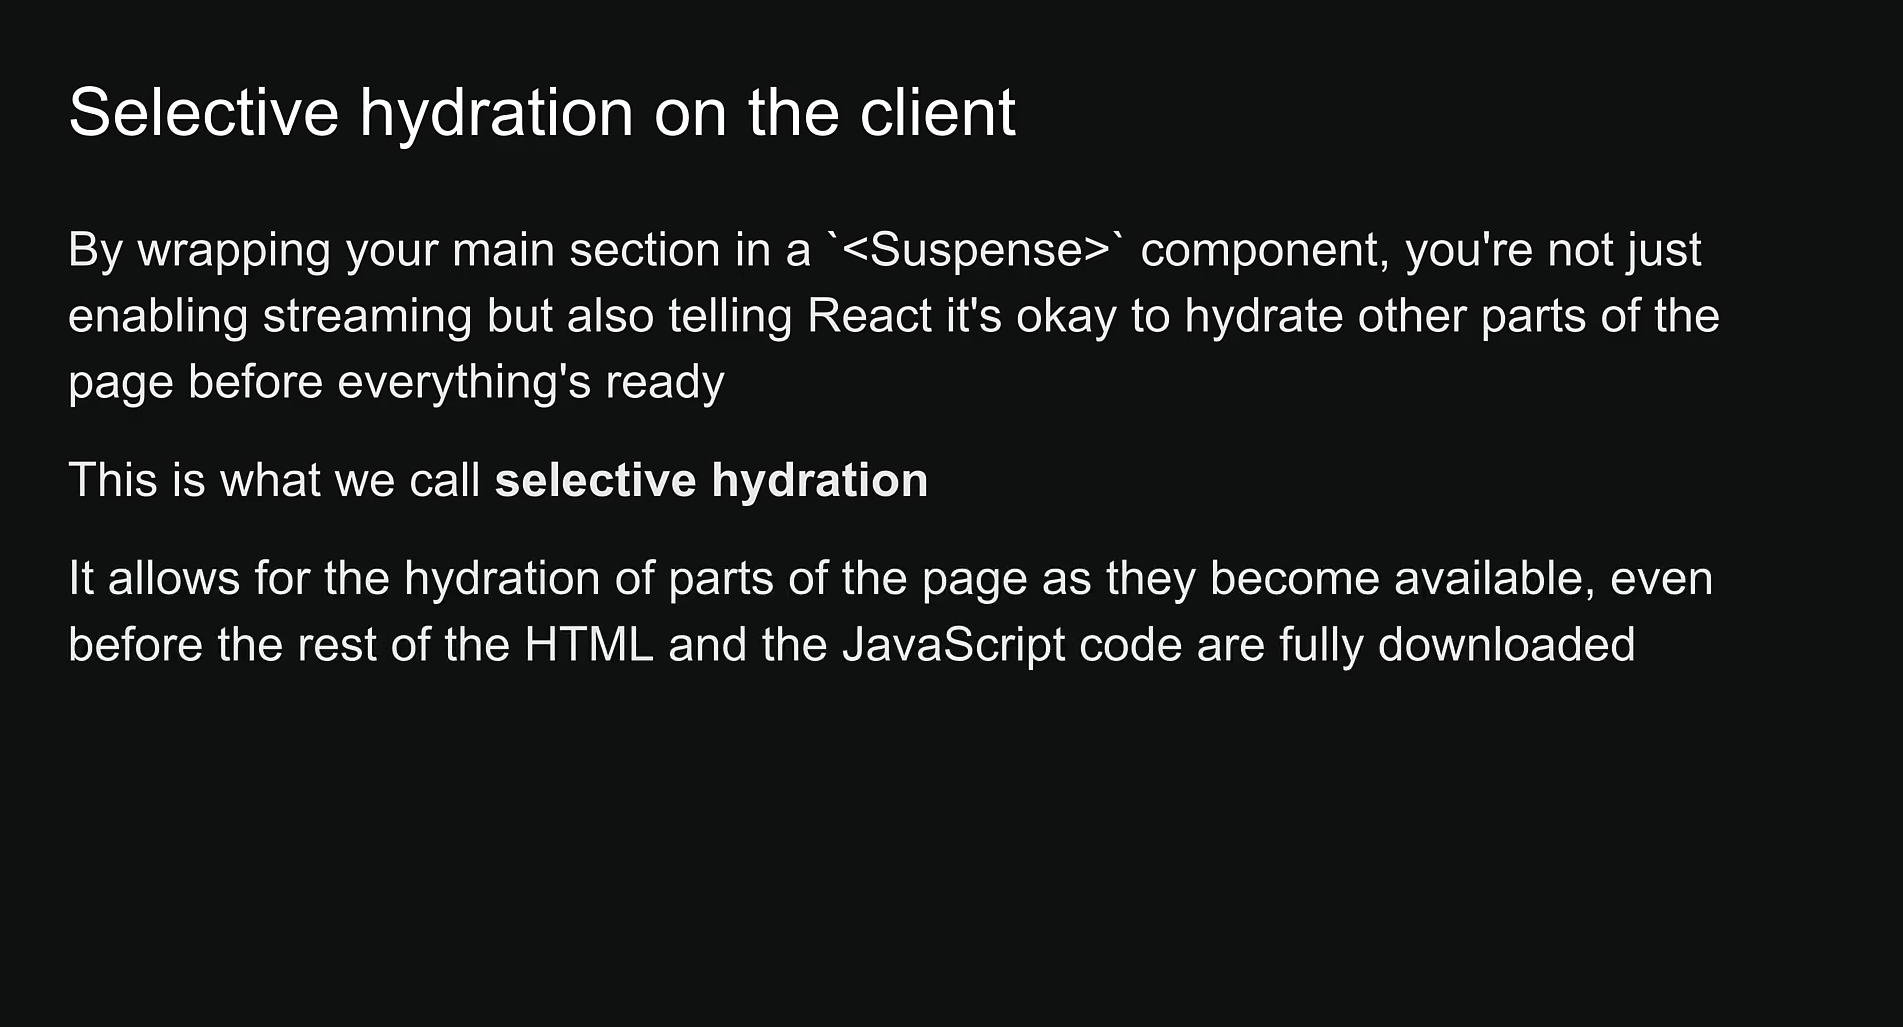 Selective hydration on the client
By wrapping your main section in a `<Suspense>` component, you're not just
enabling streaming but also telling React it's okay to hydrate other parts of the
page before everything's ready
This is what we call selective hydration
It allows for the hydration of parts of the page as they become available, even
before the rest of the HTML and the JavaScript code are fully downloaded